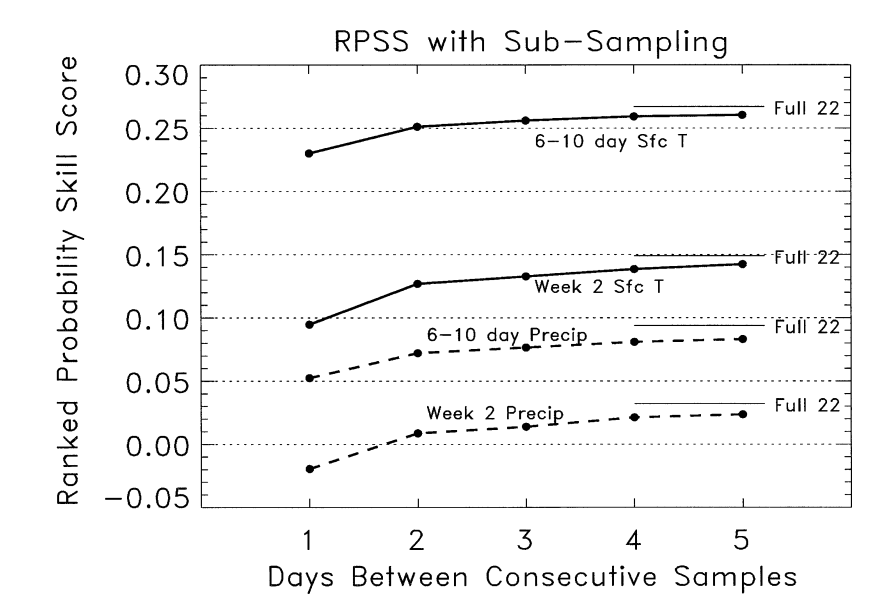 RPSS with Sub-Sampling
Ranked Probability Skill Score
0.30
0.25
0.20
0.15
0.10
0.05
0.00
-0.05
Full 22
6-10 day Sfc T
Full 22
Week 2 Sfc T
Full 22
6-10 day Precip
Full 22
Week 2 Precip
1 2 3 4 5
Days Between Consecutive Samples